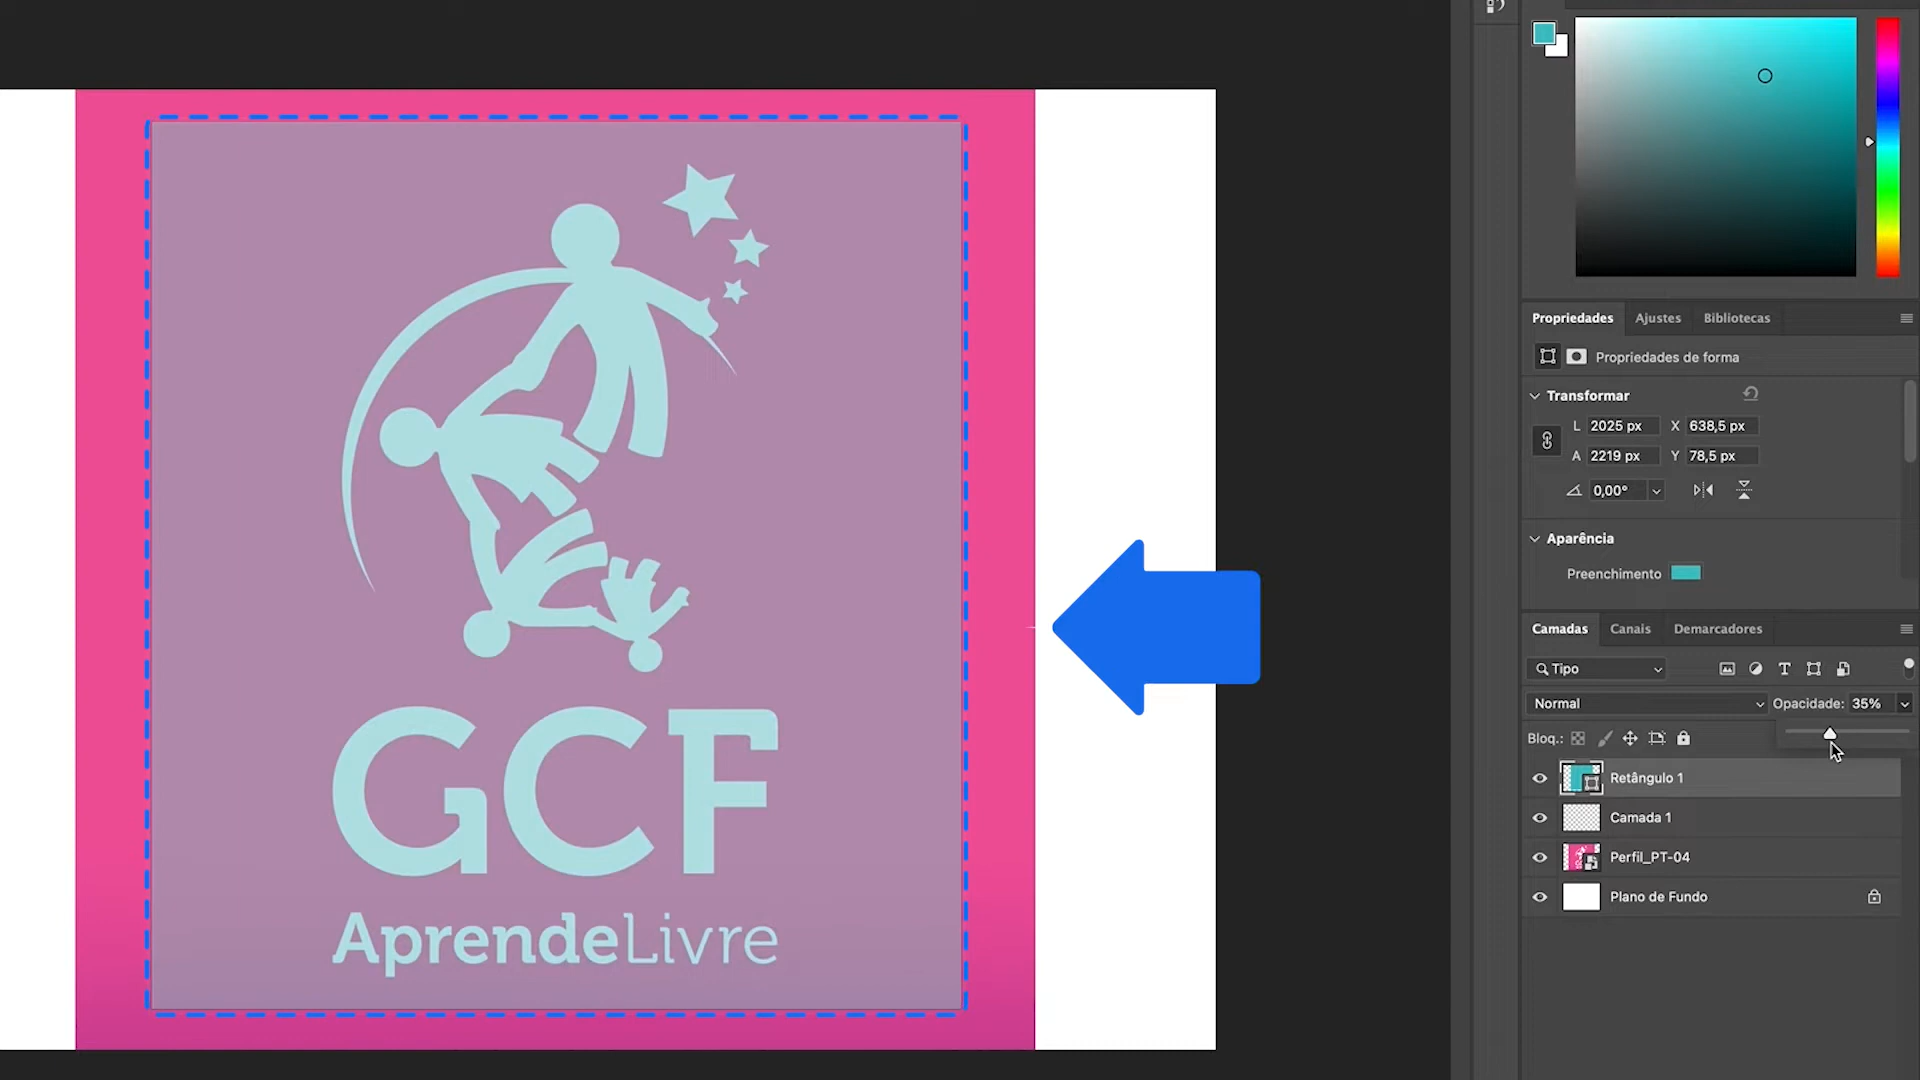 GCF
AprendeLivre
Propriedades Ajustes Bibliotecas
Propriedades de forma
Transformar
L 2025 px X 638,5 px
A 2219 px Y 78,5 px
0,00°
Aparência
Preenchimento
Camadas Canais Demarcadores
Tipo
Normal Opacidade: 35%
Bloq.:
Retângulo 1
Camada 1
Perfil_PT-04
Plano de Fundo